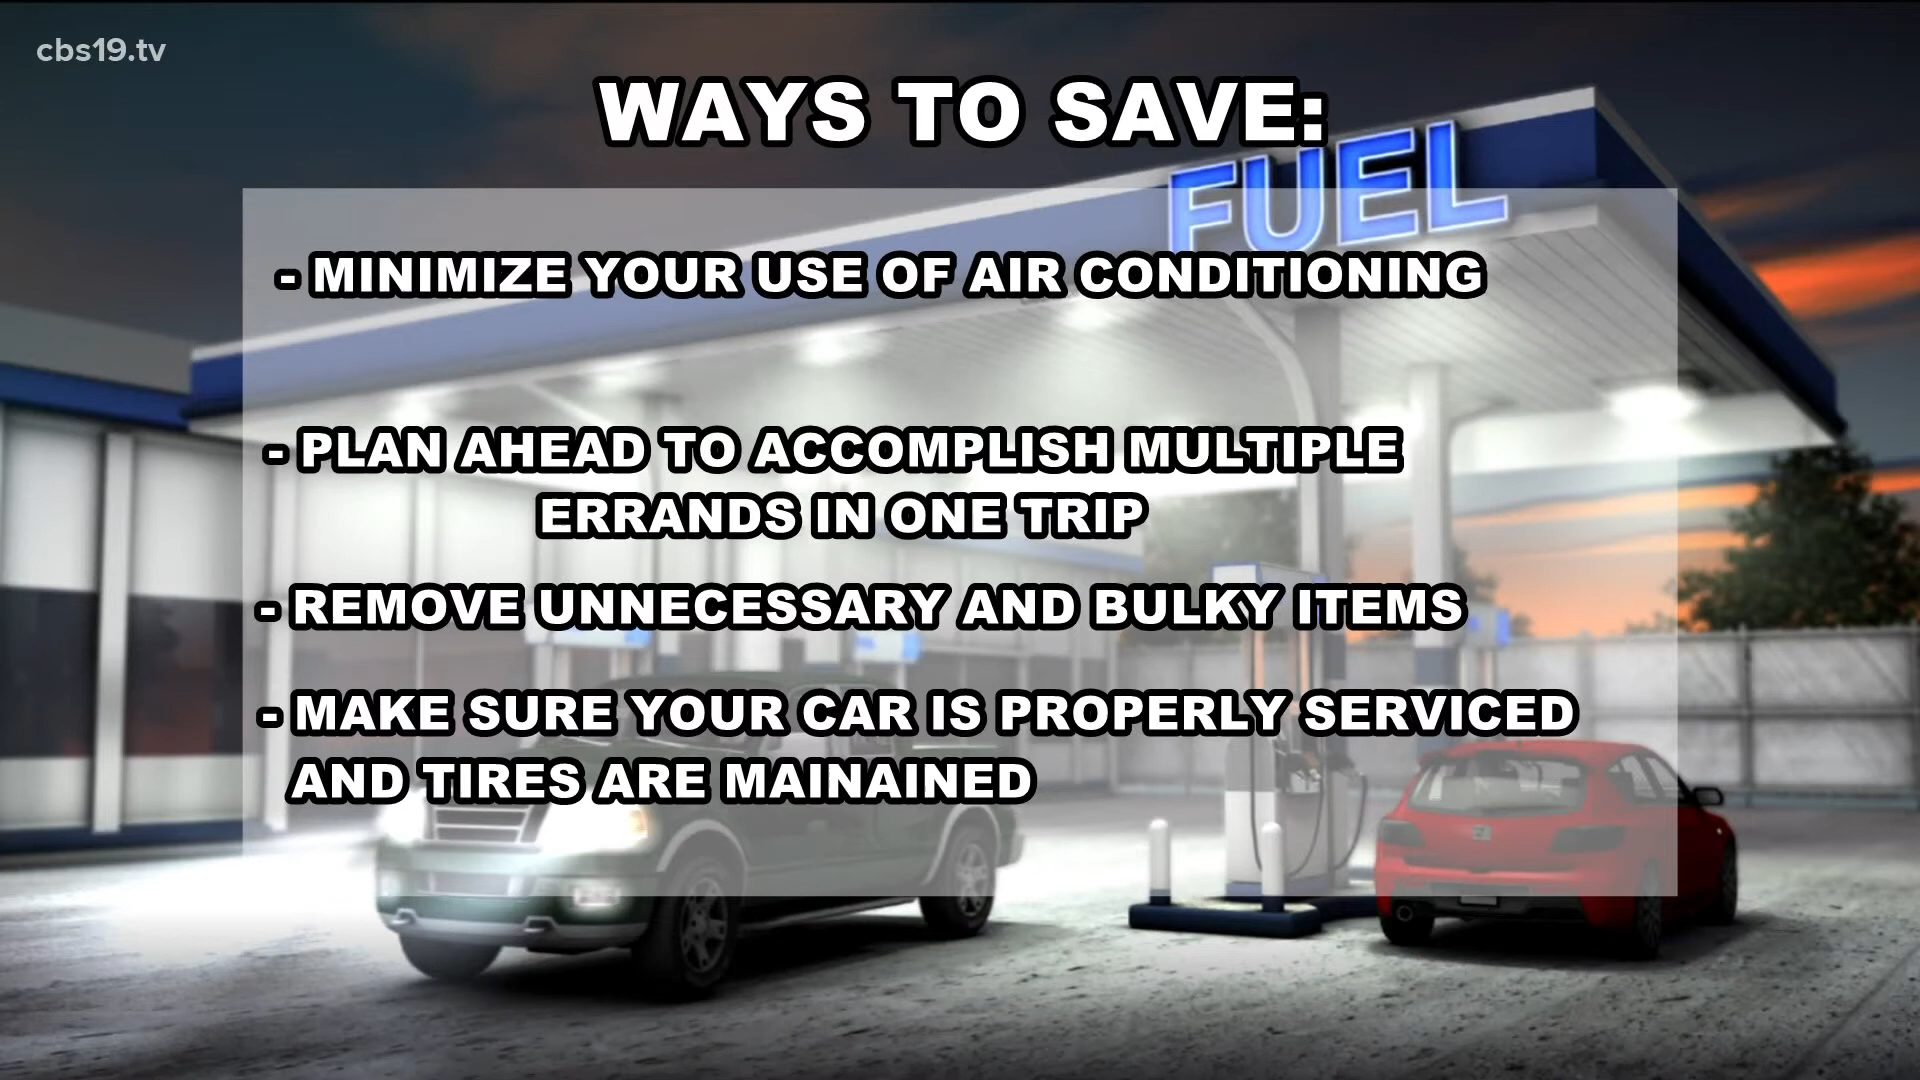 cbs19.tv
WAYS TO SAVE:
FUEL
- MINIMIZE YOUR USE OF AIR CONDITIONING
- PLAN AHEAD TO ACCOMPLISH MULTIPLE
ERRANDS IN ONE TRIP
- REMOVE UNNECESSARY AND BULKY ITEMS
- MAKE SURE YOUR CAR IS PROPERLY SERVICED
AND TIRES ARE MAINAINED